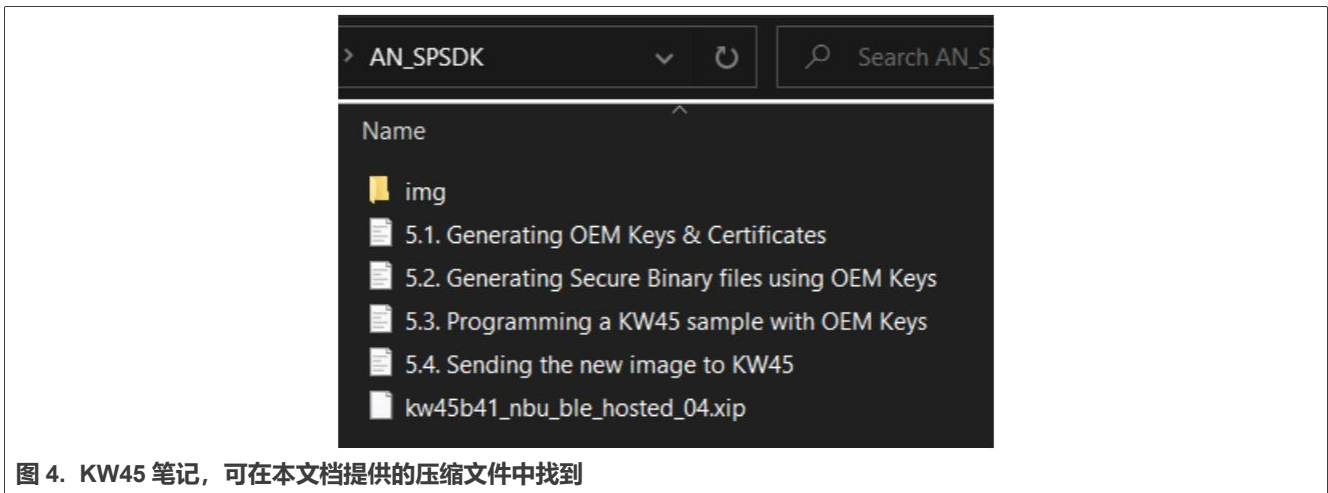 AN_SPSDK
Search AN_S
Name
img
5.1. Generating OEM Keys & Certificates
5.2. Generating Secure Binary files using OEM Keys
5.3. Programming a KW45 sample with OEM Keys
5.4. Sending the new image to KW45
kw45b41_nbu_ble_hosted_04.xip
图 4. KW45 笔记，可在本文档提供的压缩文件中找到